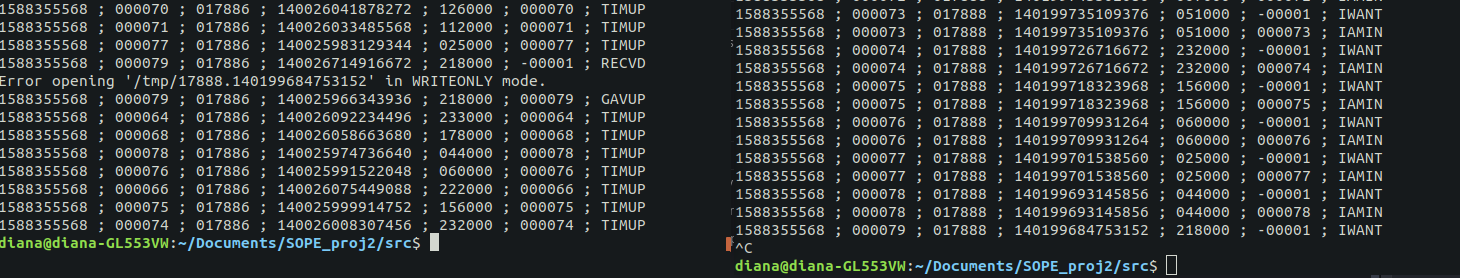 1588355568 ; 000070 ; 017886 ; 140026041878272 ; 126000 ; 000070 ; TIMUP
1588355568 ; 000071 ; 017886 ; 140026033485568 ; 112000 ; 000071 ; TIMUP
1588355568 ; 000077 ; 017886 ; 140025983129344 ; 025000 ; 000077 ; TIMUP
1588355568 ; 000079 ; 017886 ; 140026714916672 ; 218000 ; -00001 ; RECVD
Error opening '/tmp/17888.140199684753152' in WRITEONLY mode.
1588355568 ; 000079 ; 017886 ; 140025966343936 ; 218000 ; 000079 ; GAVUP
1588355568 ; 000064 ; 017886 ; 140026092234496 ; 233000 ; 000064 ; TIMUP
1588355568 ; 000068 ; 017886 ; 140026058663680 ; 178000 ; 000068 ; TIMUP
1588355568 ; 000078 ; 017886 ; 140025974736640 ; 044000 ; 000078 ; TIMUP
1588355568 ; 000076 ; 017886 ; 140025991522048 ; 060000 ; 000076 ; TIMUP
1588355568 ; 000066 ; 017886 ; 140026075449088 ; 222000 ; 000066 ; TIMUP
1588355568 ; 000075 ; 017886 ; 140025999914752 ; 156000 ; 000075 ; TIMUP
1588355568 ; 000074 ; 017886 ; 140026008307456 ; 232000 ; 000074 ; TIMUP
diana@diana-GL553VW:~/Documents/SOPE_proj2/src$
1588355568 ; 000073 ; 017888 ; 140199735109376 ; 051000 ; -00001 ; IWANT
1588355568 ; 000073 ; 017888 ; 140199735109376 ; 051000 ; 000073 ; IAMIN
1588355568 ; 000074 ; 017888 ; 140199726716672 ; 232000 ; -00001 ; IWANT
1588355568 ; 000074 ; 017888 ; 140199726716672 ; 232000 ; 000074 ; IAMIN
1588355568 ; 000075 ; 017888 ; 140199718323968 ; 156000 ; -00001 ; IWANT
1588355568 ; 000075 ; 017888 ; 140199718323968 ; 156000 ; 000075 ; IAMIN
1588355568 ; 000076 ; 017888 ; 140199709931264 ; 060000 ; -00001 ; IWANT
1588355568 ; 000076 ; 017888 ; 140199709931264 ; 060000 ; 000076 ; IAMIN
1588355568 ; 000077 ; 017888 ; 140199701538560 ; 025000 ; -00001 ; IWANT
1588355568 ; 000077 ; 017888 ; 140199701538560 ; 025000 ; 000077 ; IAMIN
1588355568 ; 000078 ; 017888 ; 140199693145856 ; 044000 ; -00001 ; IWANT
1588355568 ; 000078 ; 017888 ; 140199693145856 ; 044000 ; 000078 ; IAMIN
1588355568 ; 000079 ; 017888 ; 140199684753152 ; 218000 ; -00001 ; IWANT
^C
diana@diana-GL553VW:~/Documents/SOPE_proj2/src$